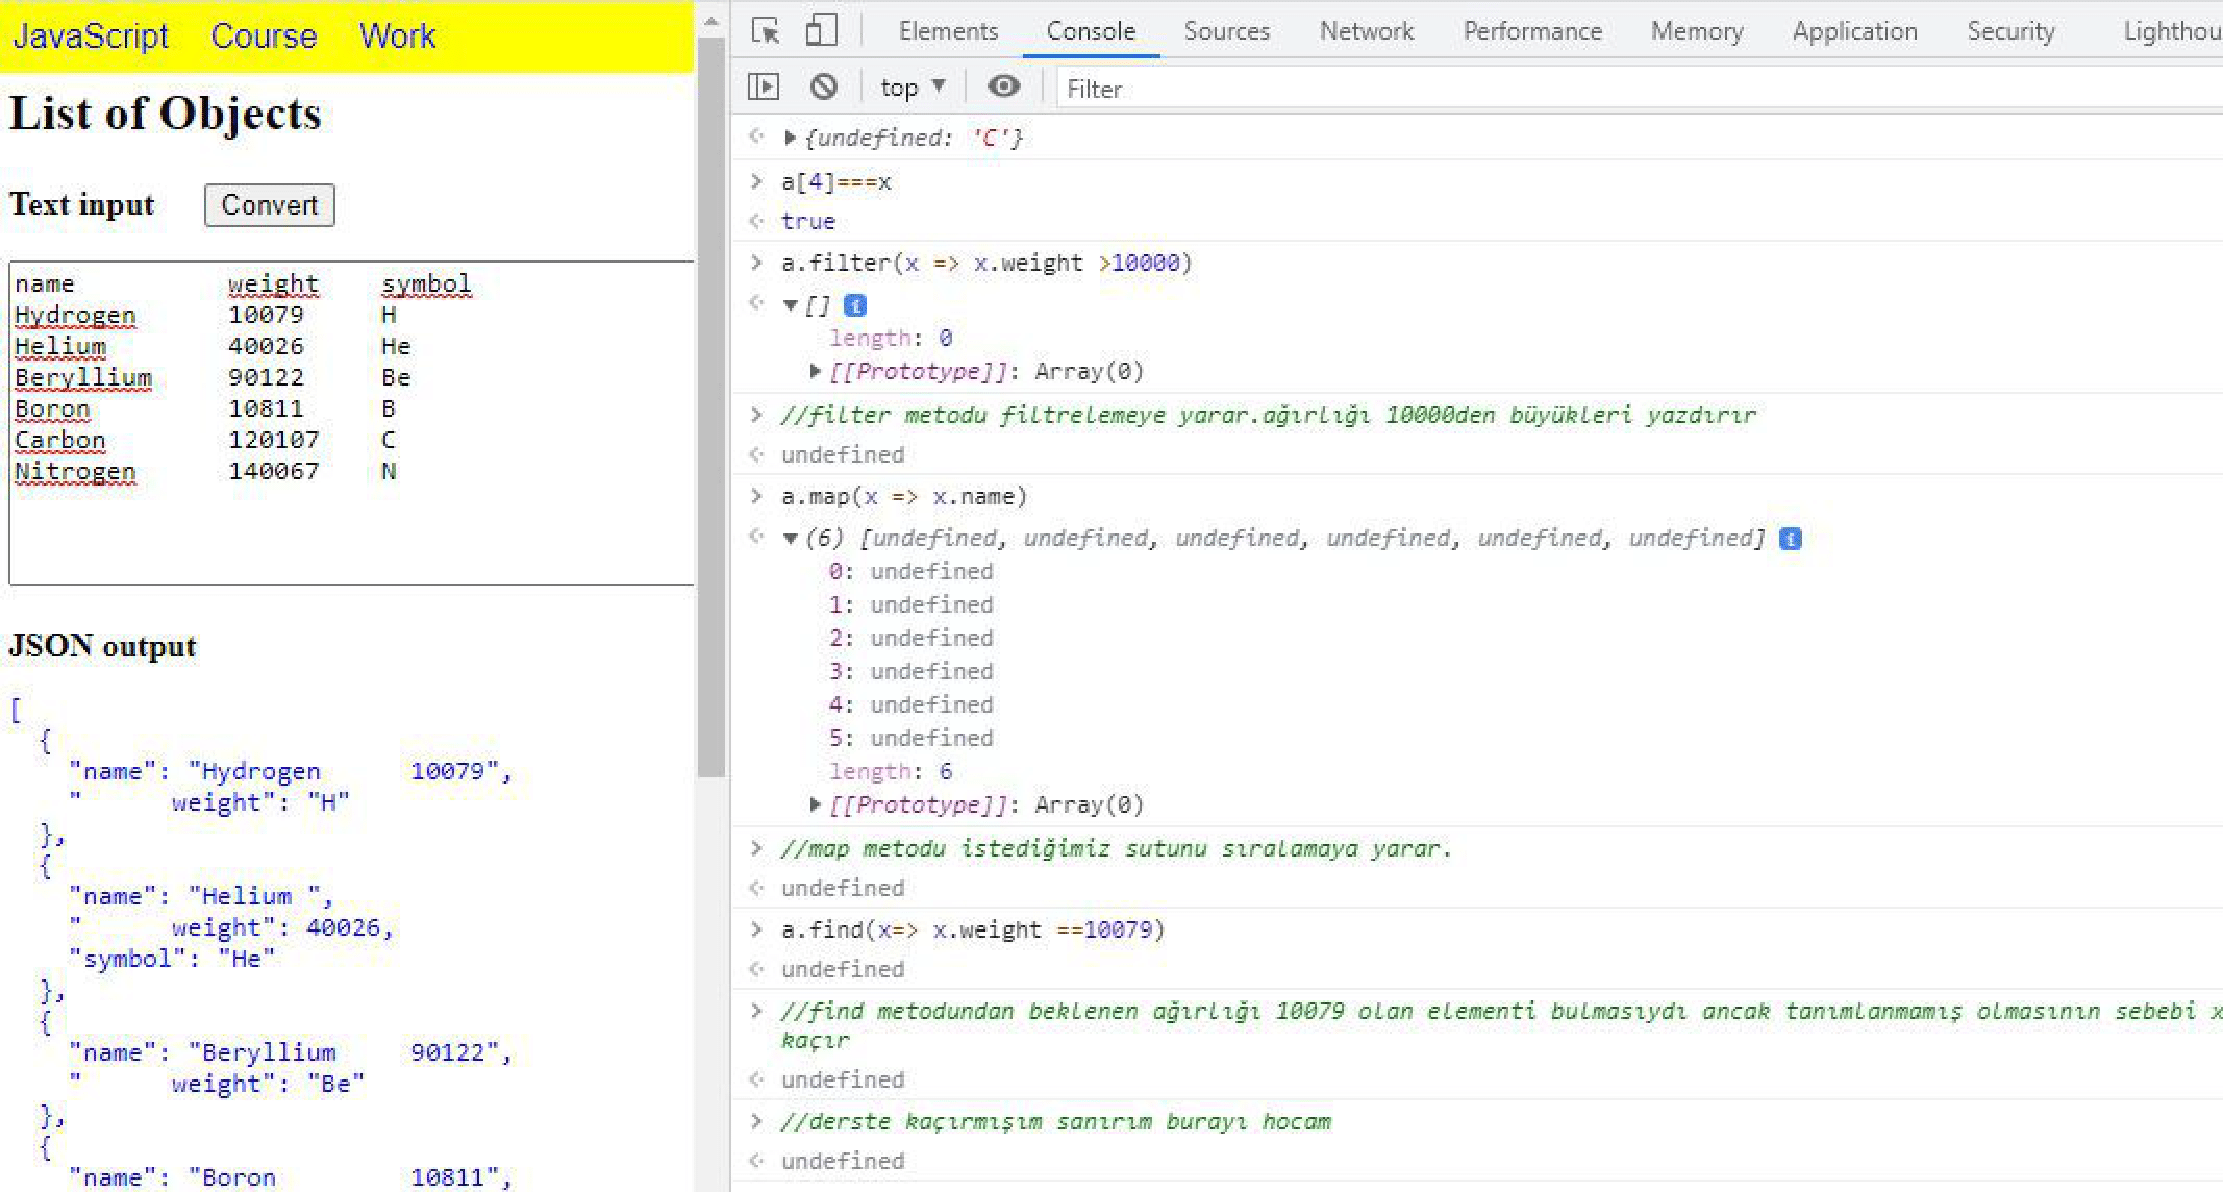 JavaScript Course Work
List of Objects
Text input Convert
name weight symbol
Hydrogen 10079 H
Helium 40026 He
Beryllium 90122 Be
Boron 10811 B
Carbon 120107 C
Nitrogen 140067 N
JSON output
[
{
"name": "Hydrogen 10079",
" weight": "H"
},
{
"name": "Helium ",
" weight": 40026,
"symbol": "He"
},
{
"name": "Beryllium 90122",
" weight": "Be"
},
{
"name": "Boron 10811",
Elements Console Sources Network Performance Memory Application Security Lighthou
top Filter
{undefined: 'C'}
a[4]===x
true
a.filter(x => x.weight >10000)
[] i
length: 0
[[Prototype]]: Array(0)
//filter metodu filtrelemeye yarar.ağırlığı 10000den büyükleri yazdırır
undefined
a.map(x => x.name)
(6) [undefined, undefined, undefined, undefined, undefined, undefined] i
0: undefined
1: undefined
2: undefined
3: undefined
4: undefined
5: undefined
length: 6
[[Prototype]]: Array(0)
//map metodu istediğimiz sutunu sıralamaya yarar.
undefined
a.find(x=> x.weight ==10079)
undefined
//find metodundan beklenen ağırlığı 10079 olan elementi bulmasıydı ancak tanımlanmamış olmasının sebebi x
kaçır
undefined
//derste kaçırmışım sanırım burayı hocam
undefined